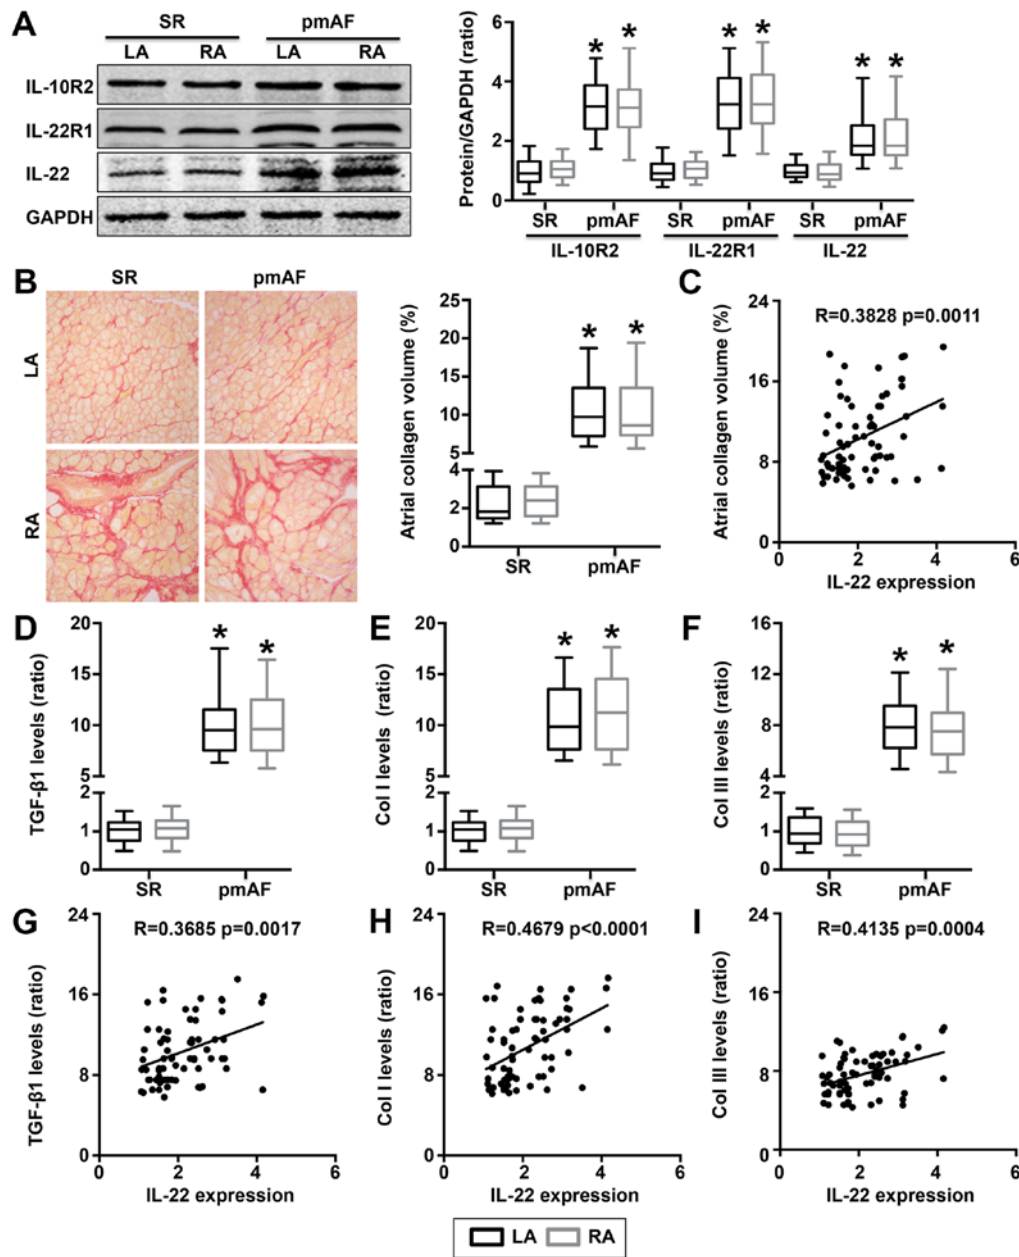 A
SR pmAF
LA RA LA RA
IL-10R2
IL-22R1
IL-22
GAPDH
Protein/GAPDH (ratio)
6
4
2
0
* * * * * *
SR pmAF SR pmAF SR pmAF
IL-10R2 IL-22R1 IL-22
B
SR pmAF
LA
RA
Atrial collagen volume (%)
25
20
15
10
5
4
2
0
* *
SR pmAF
C
R=0.3828 p=0.0011
Atrial collagen volume (%)
24
16
8
0
0 2 4 6
IL-22 expression
D
TGF-β1 levels (ratio)
20
15
10
5
2
1
0
* *
SR pmAF
E
Col I levels (ratio)
20
15
10
5
2
1
0
* *
SR pmAF
F
Col III levels (ratio)
16
12
8
4
2
1
0
* *
SR pmAF
G
R=0.3685 p=0.0017
TGF-β1 levels (ratio)
24
16
8
0
0 2 4 6
IL-22 expression
H
R=0.4679 p<0.0001
Col I levels (ratio)
24
16
8
0
0 2 4 6
IL-22 expression
I
R=0.4135 p=0.0004
Col III levels (ratio)
24
16
8
0
0 2 4 6
IL-22 expression
LA RA